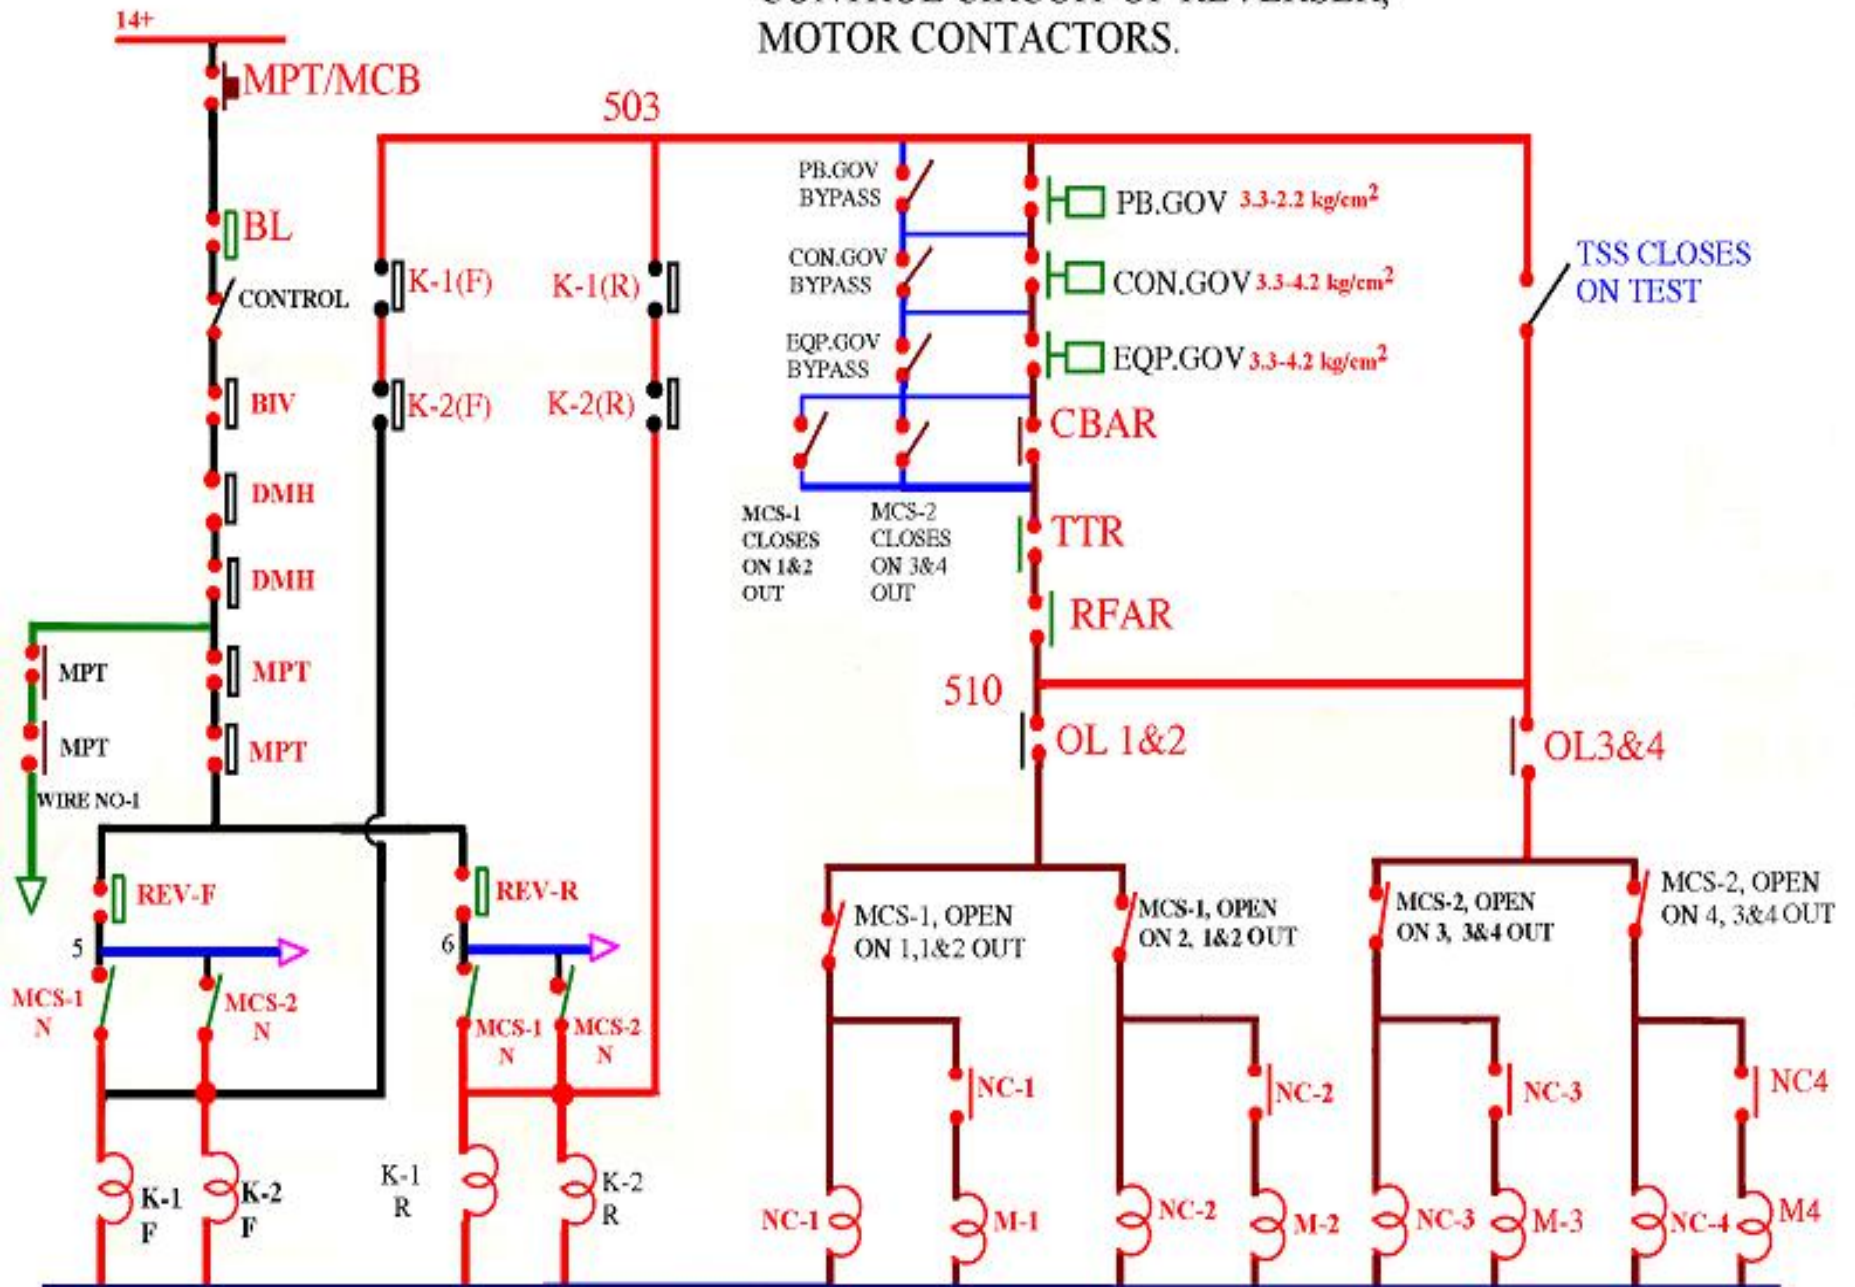 14+
CONTROL CIRCUIT OF REVERSER,
MOTOR CONTACTORS.
MPT/MCB
503
PB.GOV
BYPASS
PB.GOV 3.3-2.2 kg/cm²
BL
CON.GOV
BYPASS
CON.GOV 3.3-4.2 kg/cm²
TSS CLOSES
ON TEST
K-1(F)
K-1(R)
CONTROL
EQP.GOV
BYPASS
EQP.GOV 3.3-4.2 kg/cm²
BIV
K-2(F)
K-2(R)
CBAR
DMH
MCS-1
CLOSES
ON 1&2
OUT
MCS-2
CLOSES
ON 3&4
OUT
TTR
DMH
RFAR
MPT
MPT
510
MPT
MPT
OL 1&2
OL3&4
WIRE NO-1
REV-F
REV-R
MCS-1, OPEN
ON 1,1&2 OUT
MCS-1, OPEN
ON 2, 1&2 OUT
MCS-2, OPEN
ON 3, 3&4 OUT
MCS-2, OPEN
ON 4, 3&4 OUT
5
6
MCS-1
N
MCS-2
N
MCS-1
N
MCS-2
N
NC-1
NC-2
NC-3
NC4
K-1
F
K-2
F
K-1
R
K-2
R
NC-1
M-1
NC-2
M-2
NC-3
M-3
NC-4
M4